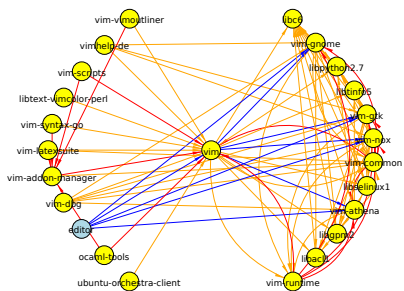 vim-vimoutliner
libc6
vimhelp-de
vim-gnome
vim-scripts
libpython2.7
libtext-vimcolor-perl
libtinfo5
vim-syntax-go
vim-gtk
vim-nox
vim-latexsuite
vim
vim-common
vim-addon-manager
libselinux1
vim-dbg
vim-athena
editor
libgpm2
ocaml-tools
libacl1
ubuntu-orchestra-client
vim-runtime